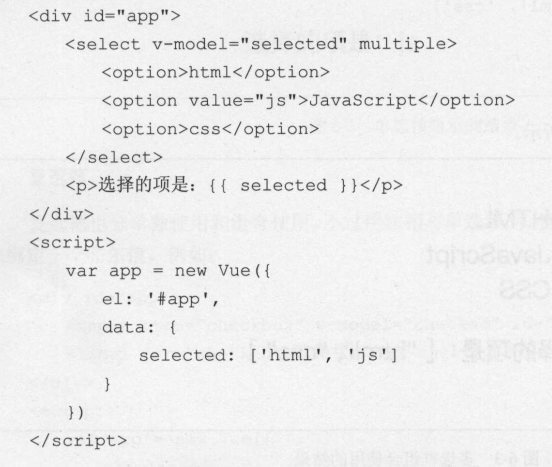 <div id="app">
    <select v-model="selected" multiple>
        <option>html</option>
        <option value="js">JavaScript</option>
        <option>css</option>
    </select>
    <p>选择的项是: {{ selected }}</p>
</div>
<script>
    var app = new Vue({
        el: '#app',
        data: {
            selected: ['html', 'js']
        }
    })
</script>